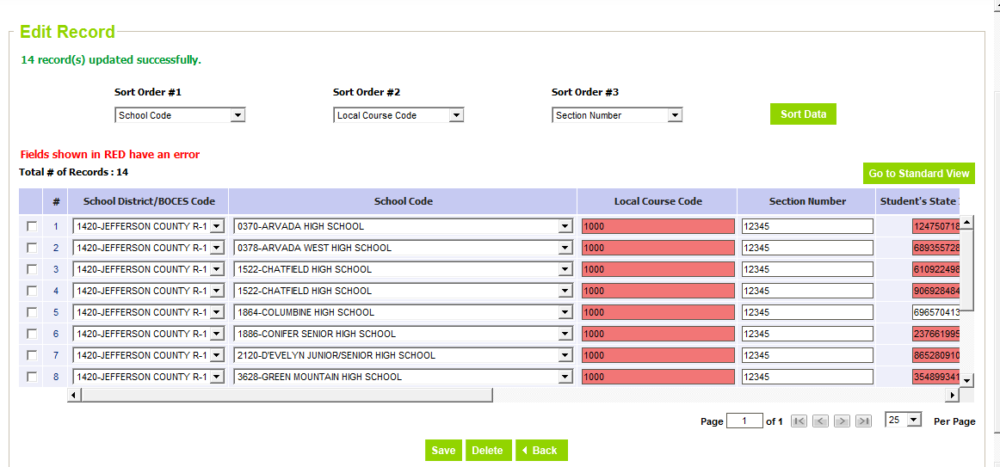 Edit Record
14 record(s) updated successfully.
Sort Order #1 Sort Order #2 Sort Order #3
School Code Local Course Code Section Number Sort Data
Fields shown in RED have an error
Total # of Records : 14 Go to Standard View
# School District/BOCES Code School Code Local Course Code Section Number Student's State
1 1420-JEFFERSON COUNTY R-1 0370-ARVADA HIGH SCHOOL 1000 12345 124750718
2 1420-JEFFERSON COUNTY R-1 0378-ARVADA WEST HIGH SCHOOL 1000 12345 689355728
3 1420-JEFFERSON COUNTY R-1 1522-CHATFIELD HIGH SCHOOL 1000 12345 610922498
4 1420-JEFFERSON COUNTY R-1 1522-CHATFIELD HIGH SCHOOL 1000 12345 906928484
5 1420-JEFFERSON COUNTY R-1 1864-COLUMBINE HIGH SCHOOL 1000 12345 696570413
6 1420-JEFFERSON COUNTY R-1 1886-CONIFER SENIOR HIGH SCHOOL 1000 12345 237661995
7 1420-JEFFERSON COUNTY R-1 2120-D'EVELYN JUNIOR/SENIOR HIGH SCHOOL 1000 12345 865280910
8 1420-JEFFERSON COUNTY R-1 3628-GREEN MOUNTAIN HIGH SCHOOL 1000 12345 354899341
Page 1 of 1 25 Per Page
Save Delete Back